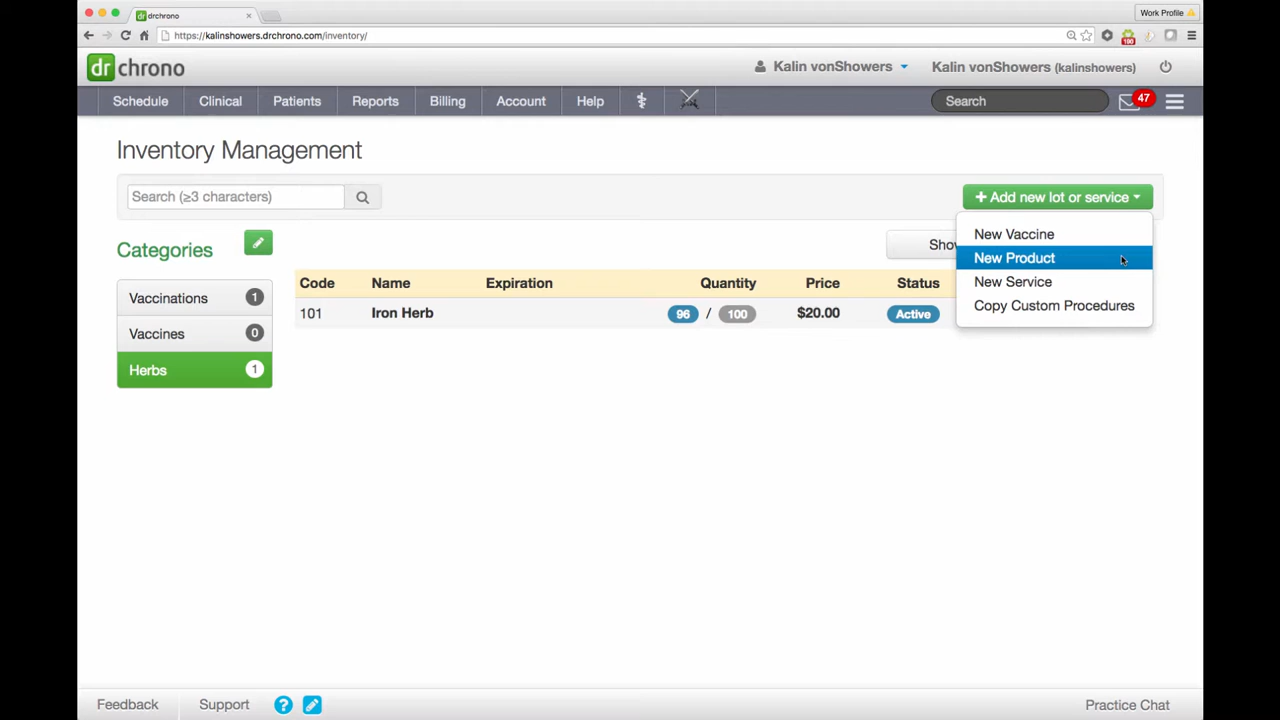 drchrono
Work Profile
https://kalinshowers.drchrono.com/inventory/
190
dr chrono
Kalin vonShowers
Kalin vonShowers (kalinshowers)
Schedule Clinical Patients Reports Billing Account Help
Search
47
Inventory Management
Search (≥3 characters)
+ Add new lot or service
New Vaccine
New Product
New Service
Copy Custom Procedures
Categories
Vaccinations 1
Vaccines 0
Herbs 1
Sho
Code Name Expiration Quantity Price Status
101 Iron Herb 96 / 100 $20.00 Active
Feedback Support ? Practice Chat